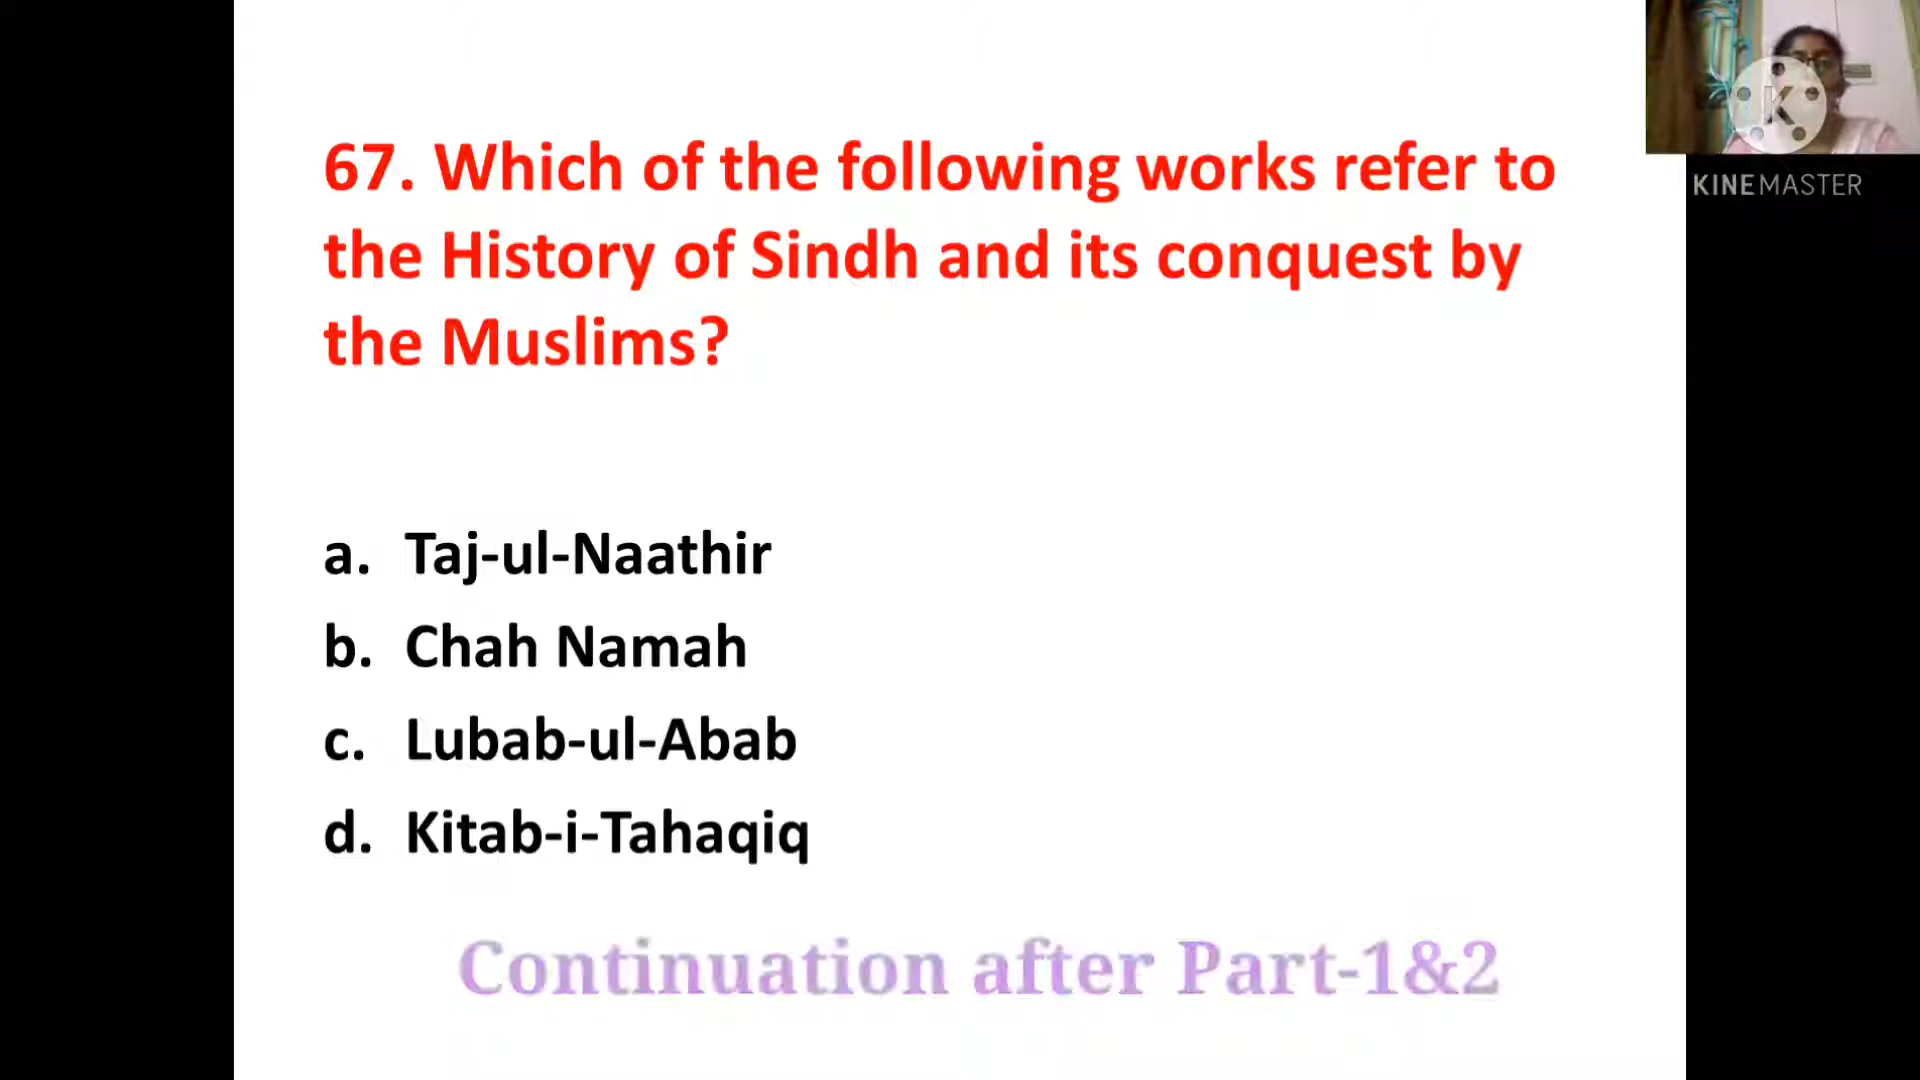 67. Which of the following works refer to
the History of Sindh and its conquest by
the Muslims?
a. Taj-ul-Naathir
b. Chah Namah
c. Lubab-ul-Abab
d. Kitab-i-Tahaqiq
Continuation after Part-1&2
K
KINEMASTER